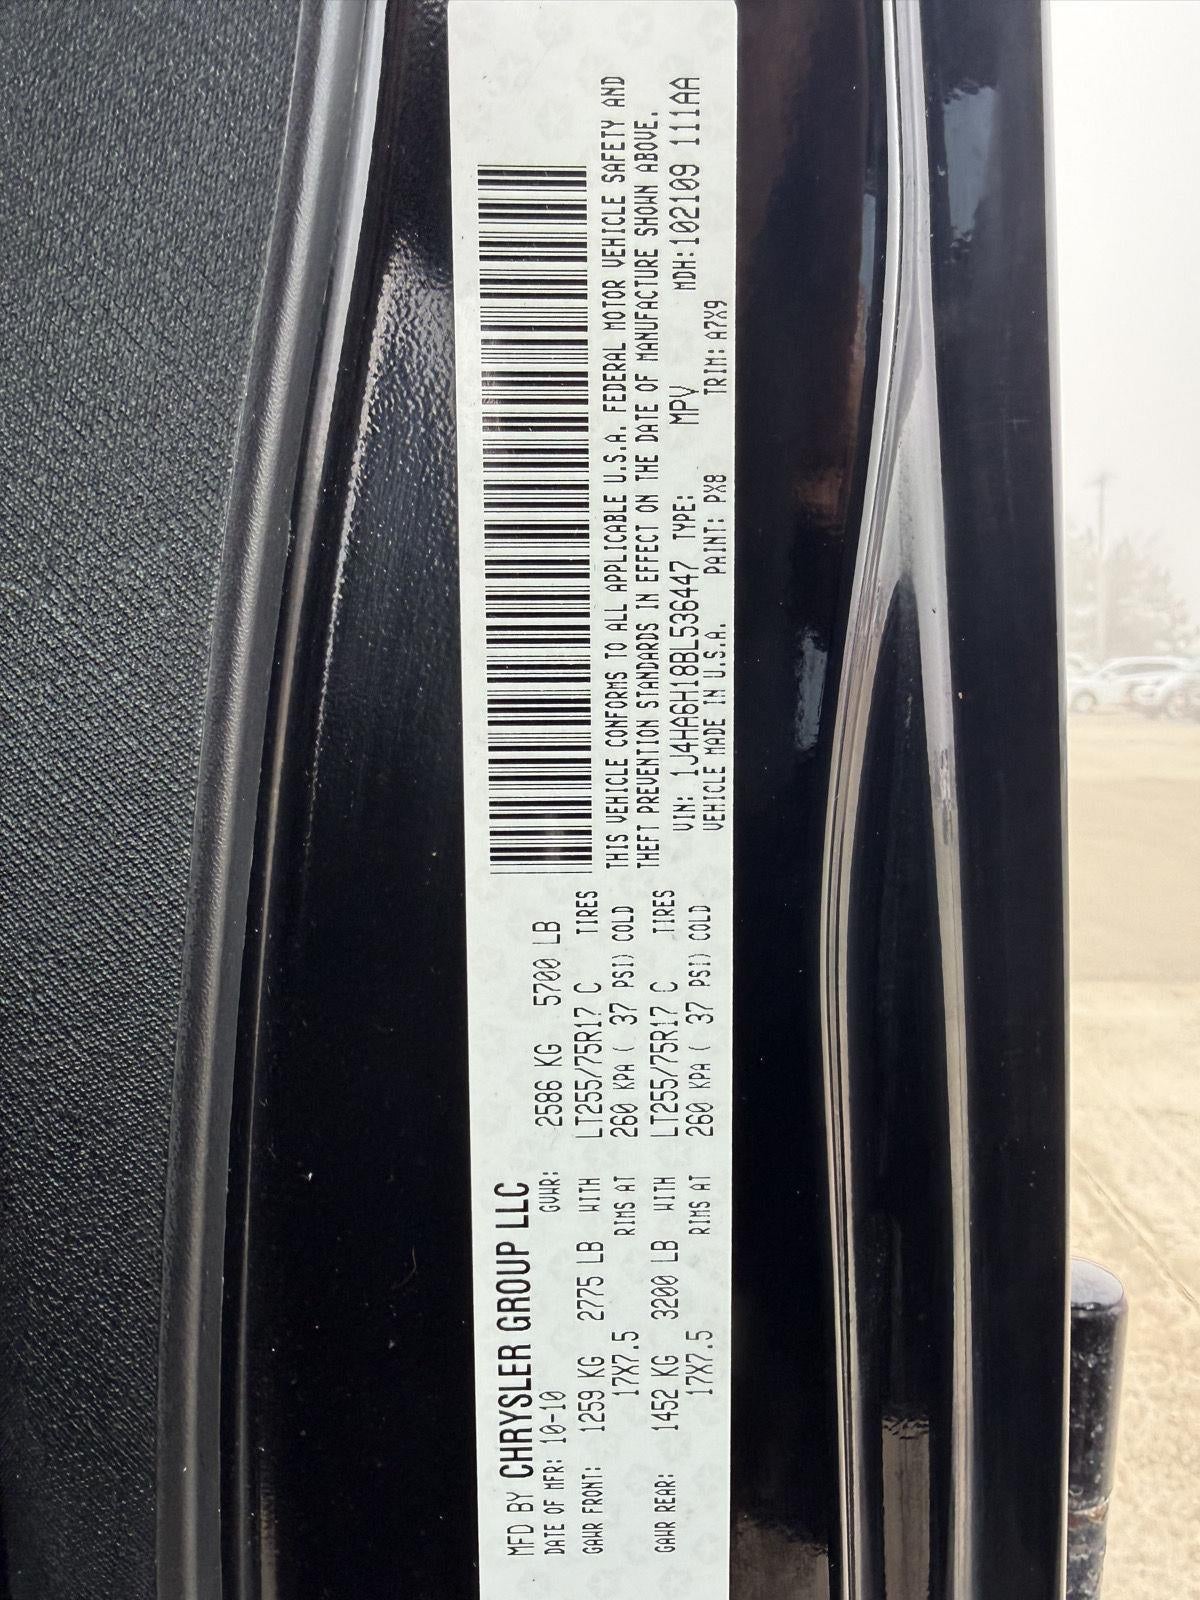 MFD BY CHRYSLER GROUP LLC
DATE OF MFR: 10-10 GVWR: 2586 KG 5700 LB
GAWR FRONT: 1259 KG 2775 LB WITH LT255/75R17 C TIRES
17X7.5 RIMS AT 260 KPA ( 37 PSI) COLD
GAWR REAR: 1452 KG 3200 LB WITH LT255/75R17 C TIRES
17X7.5 RIMS AT 260 KPA ( 37 PSI) COLD
THIS VEHICLE CONFORMS TO ALL APPLICABLE U.S.A. FEDERAL MOTOR VEHICLE SAFETY AND
THEFT PREVENTION STANDARDS IN EFFECT ON THE DATE OF MANUFACTURE SHOWN ABOVE.
VIN: 1J4HA6H18BL536447 TYPE: MPV MDH:102109 111AA
VEHICLE MADE IN U.S.A. PAINT: PX8 TRIM: A7X9